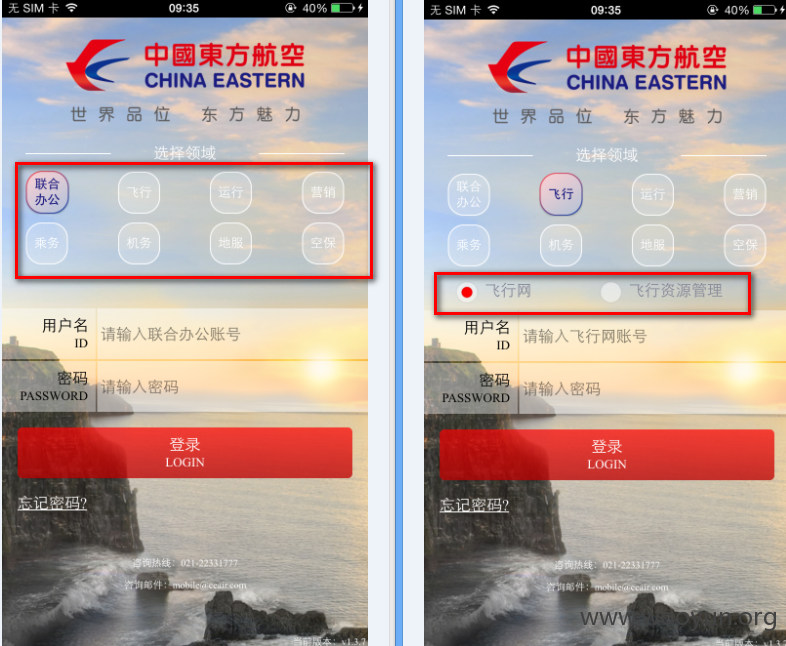 无 SIM 卡 09:35 40%
中國東方航空
CHINA EASTERN
世界品位 东方魅力
选择领域
联合办公 飞行 运行 营销
乘务 机务 地服 空保
用户名 请输入联合办公账号
ID
密码 请输入密码
PASSWORD
登录
LOGIN
忘记密码?
咨询热线：021-22331777
咨询邮件：mobile@ceair.com
当前版本：v1.3.7
无 SIM 卡 09:35 40%
中國東方航空
CHINA EASTERN
世界品位 东方魅力
选择领域
联合办公 飞行 运行 营销
乘务 机务 地服 空保
飞行网 飞行资源管理
用户名 请输入飞行网账号
ID
密码 请输入密码
PASSWORD
登录
LOGIN
忘记密码?
咨询热线：021-22331777
咨询邮件：mobile@ceair.com